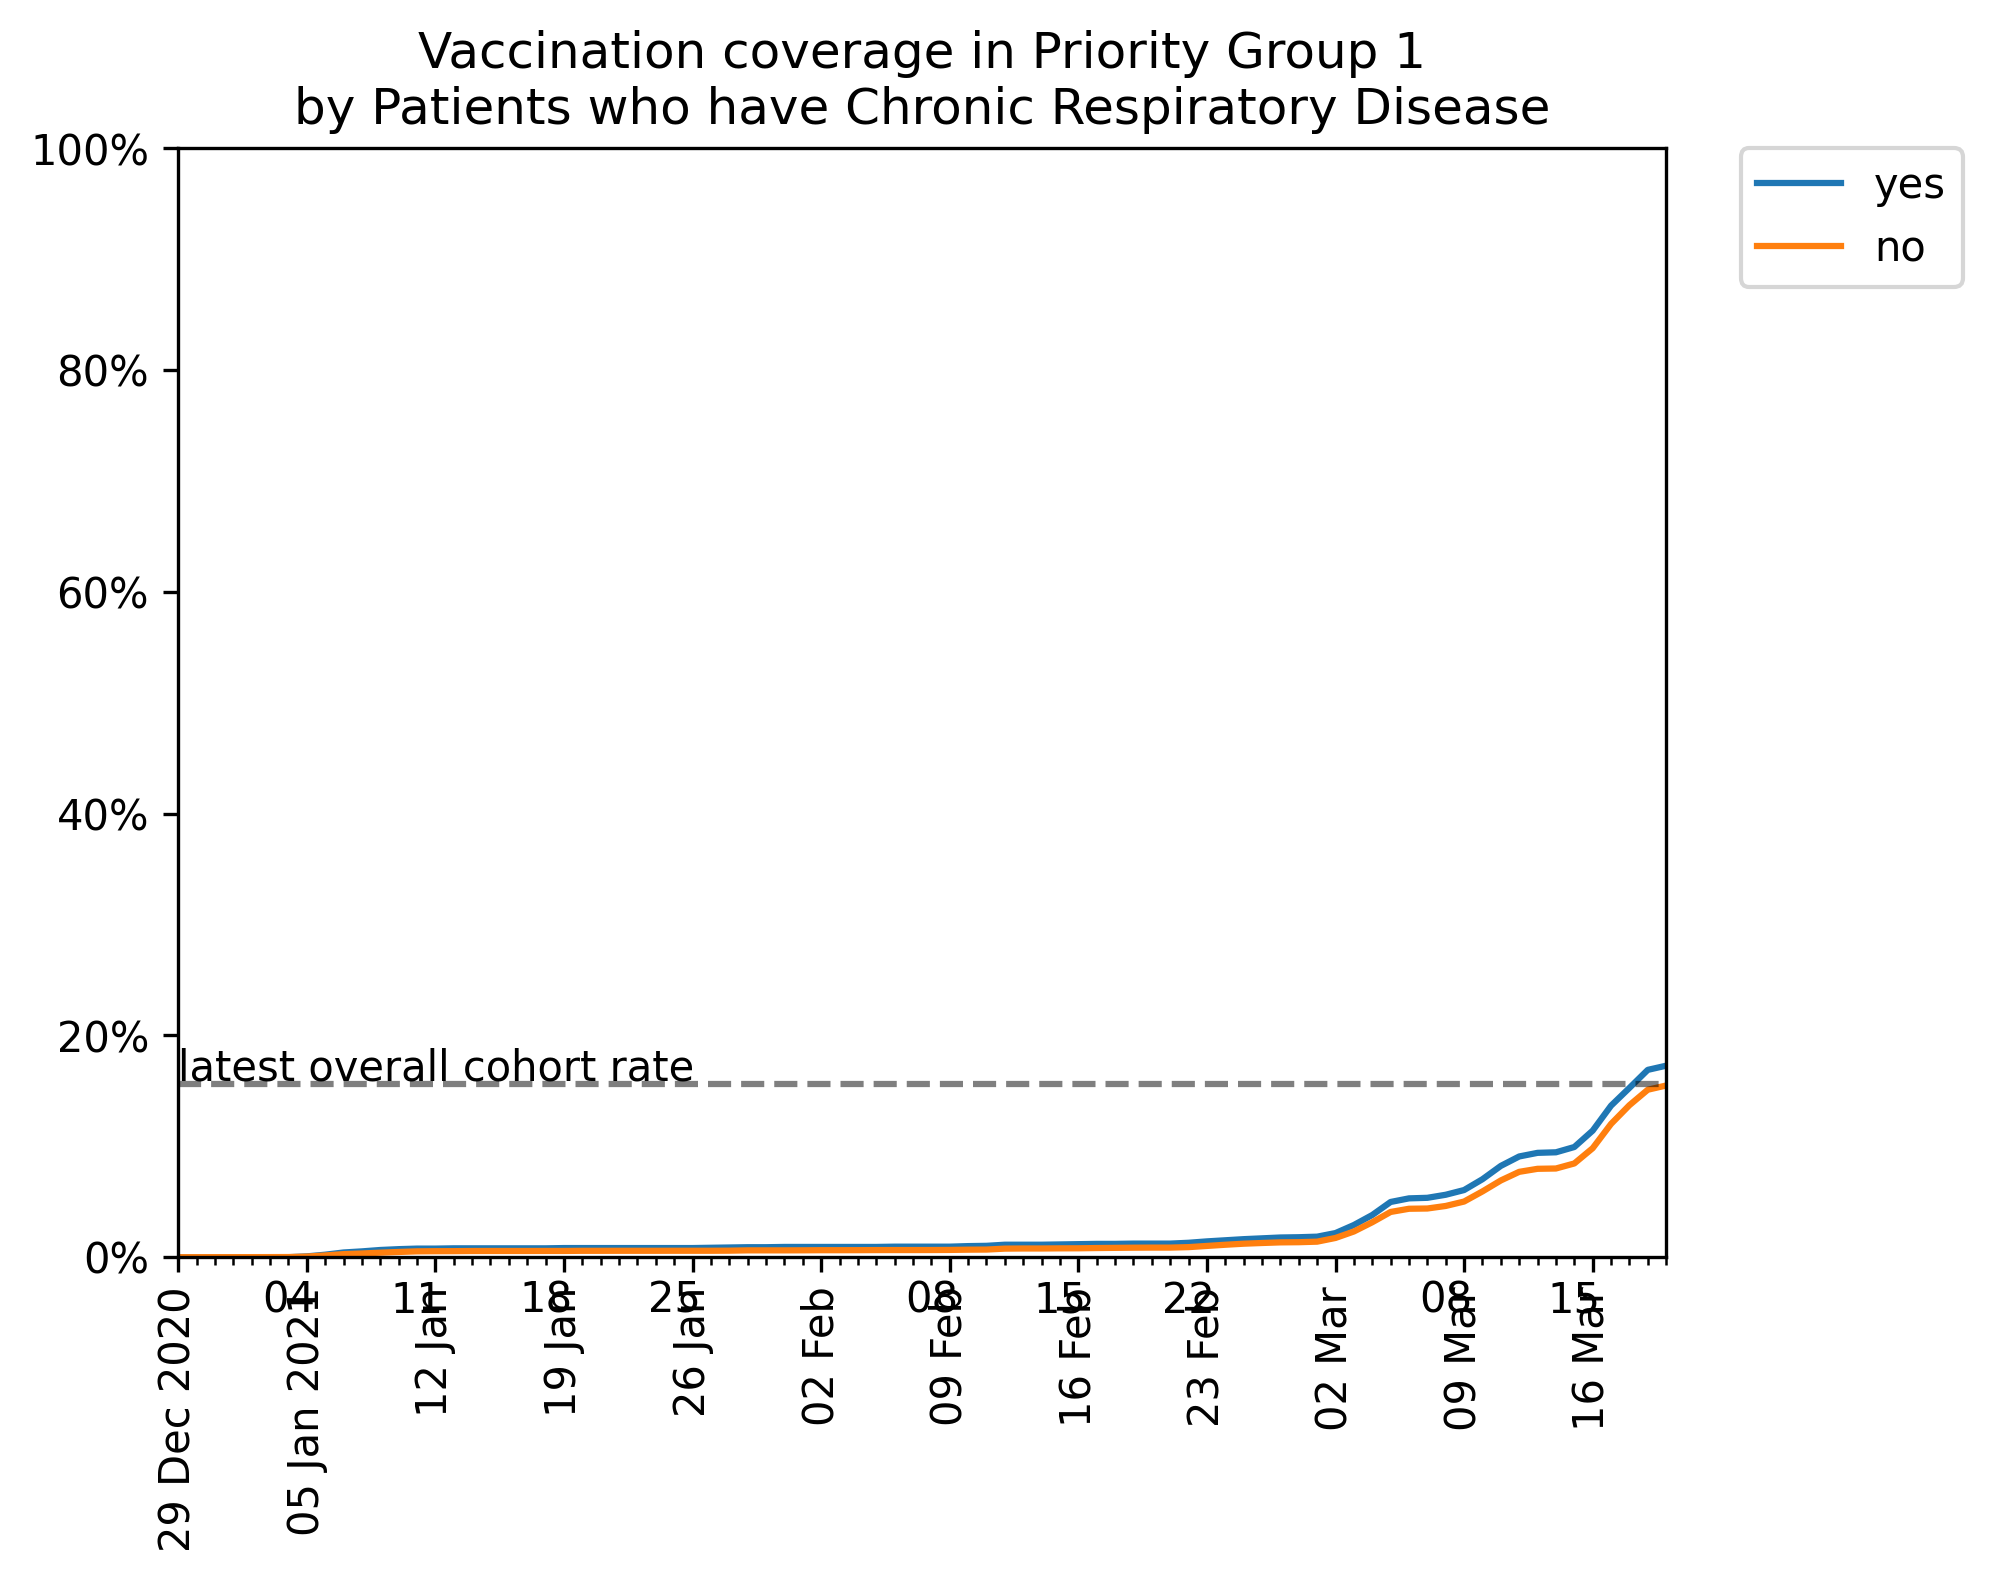 Vaccination coverage in Priority Group 1
by Patients who have Chronic Respiratory Disease
100%
80%
60%
40%
20%
0%
latest overall cohort rate
yes
no
04
11
18
25
08
15
22
08
15
29 Dec 2020
05 Jan 2021
12 Jan
19 Jan
26 Jan
02 Feb
09 Feb
16 Feb
23 Feb
02 Mar
09 Mar
16 Mar